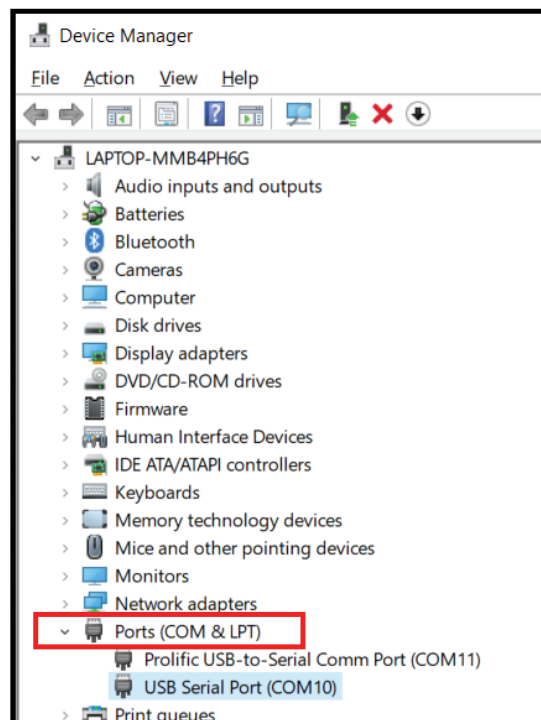 Device Manager
File Action View Help
LAPTOP-MMB4PH6G
Audio inputs and outputs
Batteries
Bluetooth
Cameras
Computer
Disk drives
Display adapters
DVD/CD-ROM drives
Firmware
Human Interface Devices
IDE ATA/ATAPI controllers
Keyboards
Memory technology devices
Mice and other pointing devices
Monitors
Network adapters
Ports (COM & LPT)
Prolific USB-to-Serial Comm Port (COM11)
USB Serial Port (COM10)
Print queues